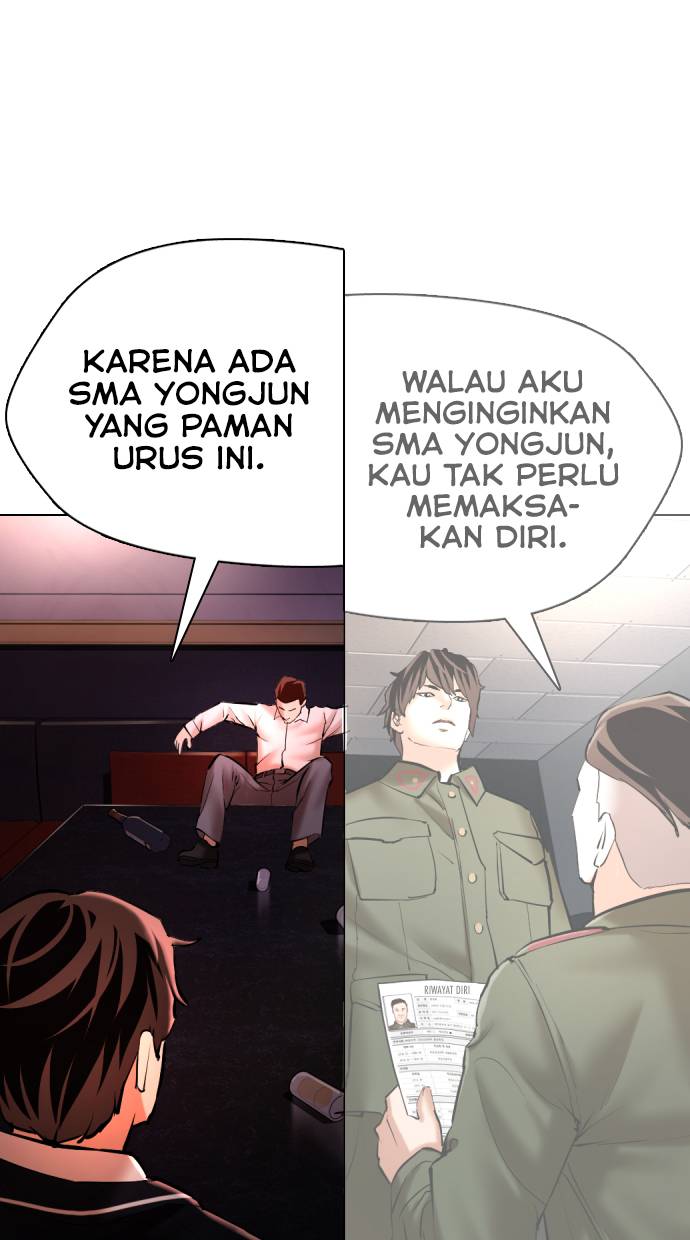 KARENA ADA
SMA YONGJUN
YANG PAMAN
URUS INI.
WALAU AKU
MENGINGINKAN
SMA YONGJUN,
KAU TAK PERLU
MEMAKSA-
KAN DIRI.
RIWAYAT DIRI